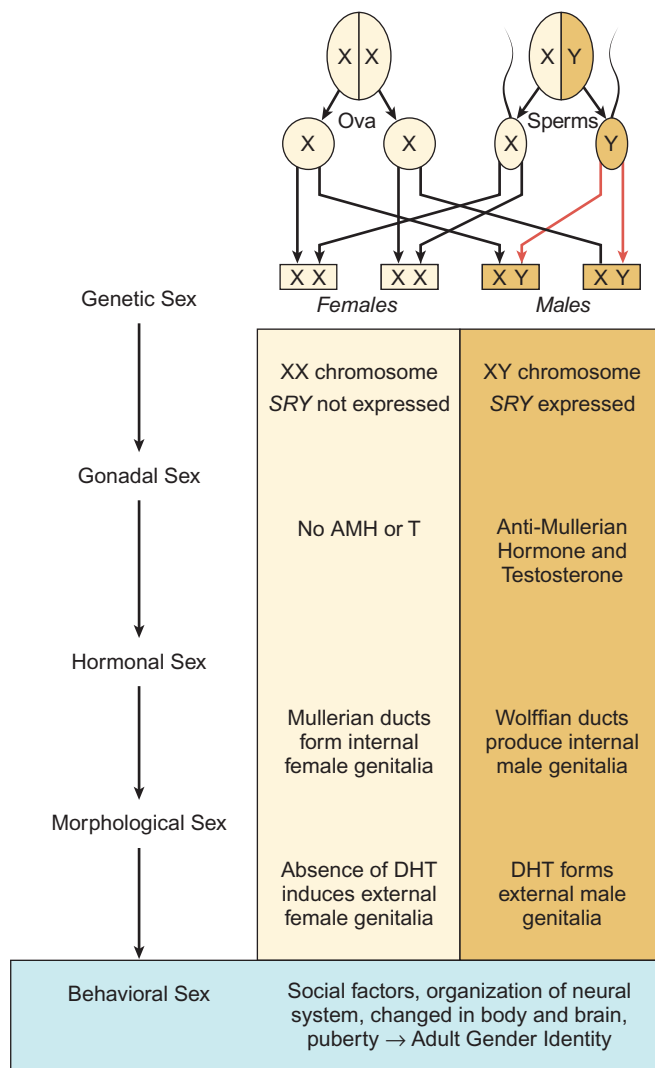 X X
X Y
Ova
Sperms
X
X
X
Y
X X
X X
X Y
X Y
Genetic Sex
Females
Males
XX chromosome
SRY not expressed
XY chromosome
SRY expressed
Gonadal Sex
No AMH or T
Anti-Mullerian
Hormone and
Testosterone
Hormonal Sex
Mullerian ducts
form internal
female genitalia
Wolffian ducts
produce internal
male genitalia
Morphological Sex
Absence of DHT
induces external
female genitalia
DHT forms
external male
genitalia
Behavioral Sex
Social factors, organization of neural
system, changed in body and brain,
puberty → Adult Gender Identity